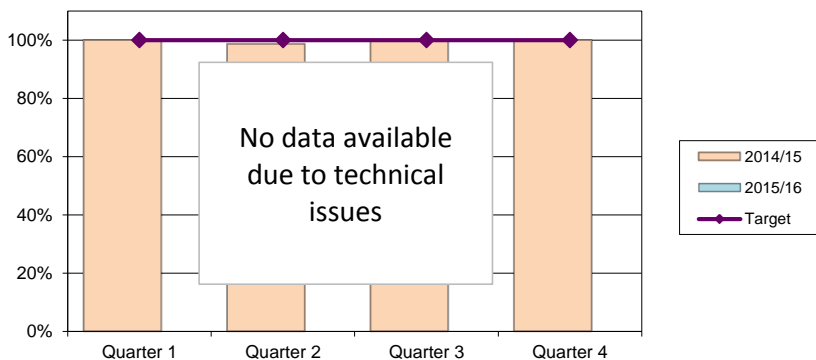 100%
80%
60%
40%
20%
0%
No data available
due to technical
issues
Quarter 1 Quarter 2 Quarter 3 Quarter 4
2014/15
2015/16
Target